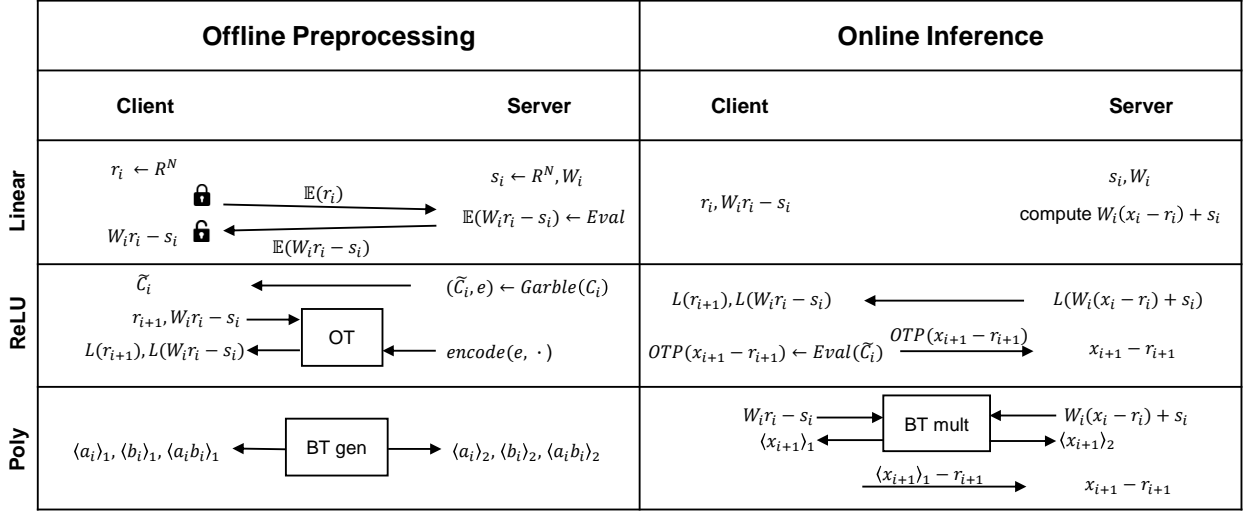 Offline Preprocessing
Online Inference
Client
Server
Client
Server
Linear
r_i ← R^N
𝔼(r_i)
s_i ← R^N, W_i
𝔼(W_i r_i − s_i) ← Eval
W_i r_i − s_i
𝔼(W_i r_i − s_i)
r_i, W_i r_i − s_i
s_i, W_i
compute W_i(x_i − r_i) + s_i
ReLU
C̃_i
(C̃_i, e) ← Garble(C_i)
r_{i+1}, W_i r_i − s_i
OT
L(r_{i+1}), L(W_i r_i − s_i)
encode(e, ·)
L(r_{i+1}), L(W_i r_i − s_i)
L(W_i(x_i − r_i) + s_i)
OTP(x_{i+1} − r_{i+1}) ← Eval(C̃_i)
OTP(x_{i+1} − r_{i+1})
x_{i+1} − r_{i+1}
Poly
⟨a_i⟩_1, ⟨b_i⟩_1, ⟨a_i b_i⟩_1
BT gen
⟨a_i⟩_2, ⟨b_i⟩_2, ⟨a_i b_i⟩_2
W_i r_i − s_i
BT mult
W_i(x_i − r_i) + s_i
⟨x_{i+1}⟩_1
⟨x_{i+1}⟩_2
⟨x_{i+1}⟩_1 − r_{i+1}
x_{i+1} − r_{i+1}